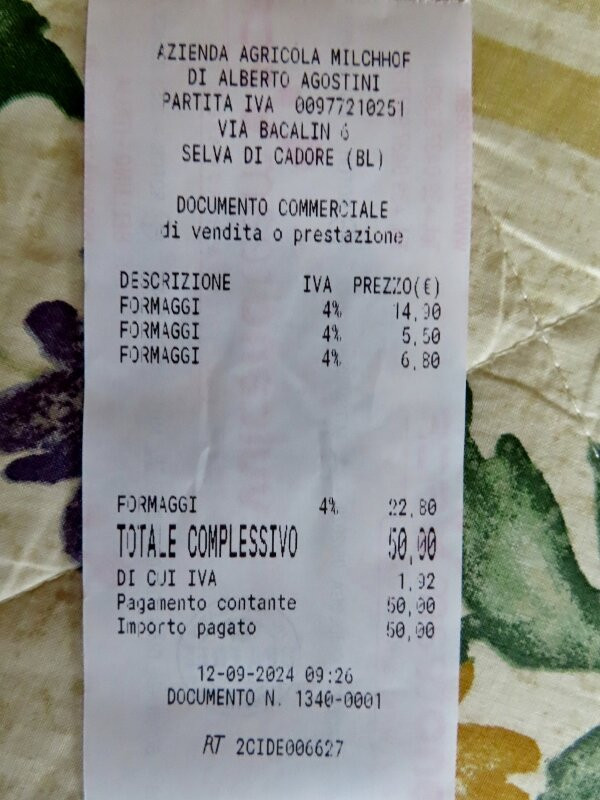 AZIENDA AGRICOLA MILCHHOF
DI ALBERTO AGOSTINI
PARTITA IVA 00977210251
VIA BACALIN 6
SELVA DI CADORE (BL)
DOCUMENTO COMMERCIALE
di vendita o prestazione
DESCRIZIONE IVA PREZZO(€)
FORMAGGI 4% 14,90
FORMAGGI 4% 5,50
FORMAGGI 4% 6,80
FORMAGGI 4% 22,80
TOTALE COMPLESSIVO 50,00
DI CUI IVA 1,92
Pagamento contante 50,00
Importo pagato 50,00
12-09-2024 09:26
DOCUMENTO N. 1340-0001
RT 2CIDE006627